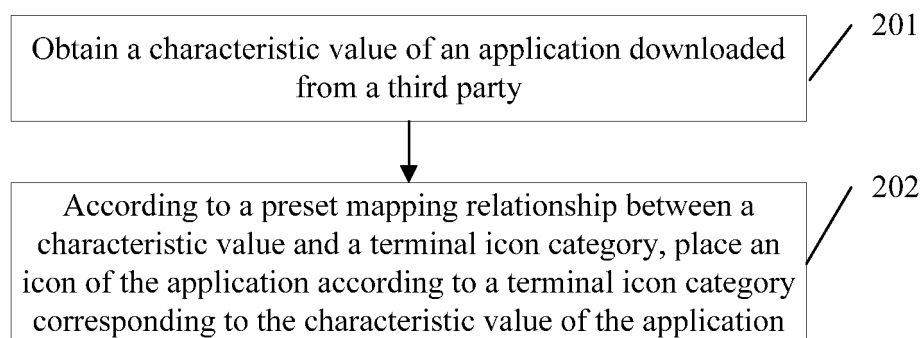 Obtain a characteristic value of an application downloaded
from a third party
201
According to a preset mapping relationship between a
characteristic value and a terminal icon category, place an
icon of the application according to a terminal icon category
corresponding to the characteristic value of the application
202